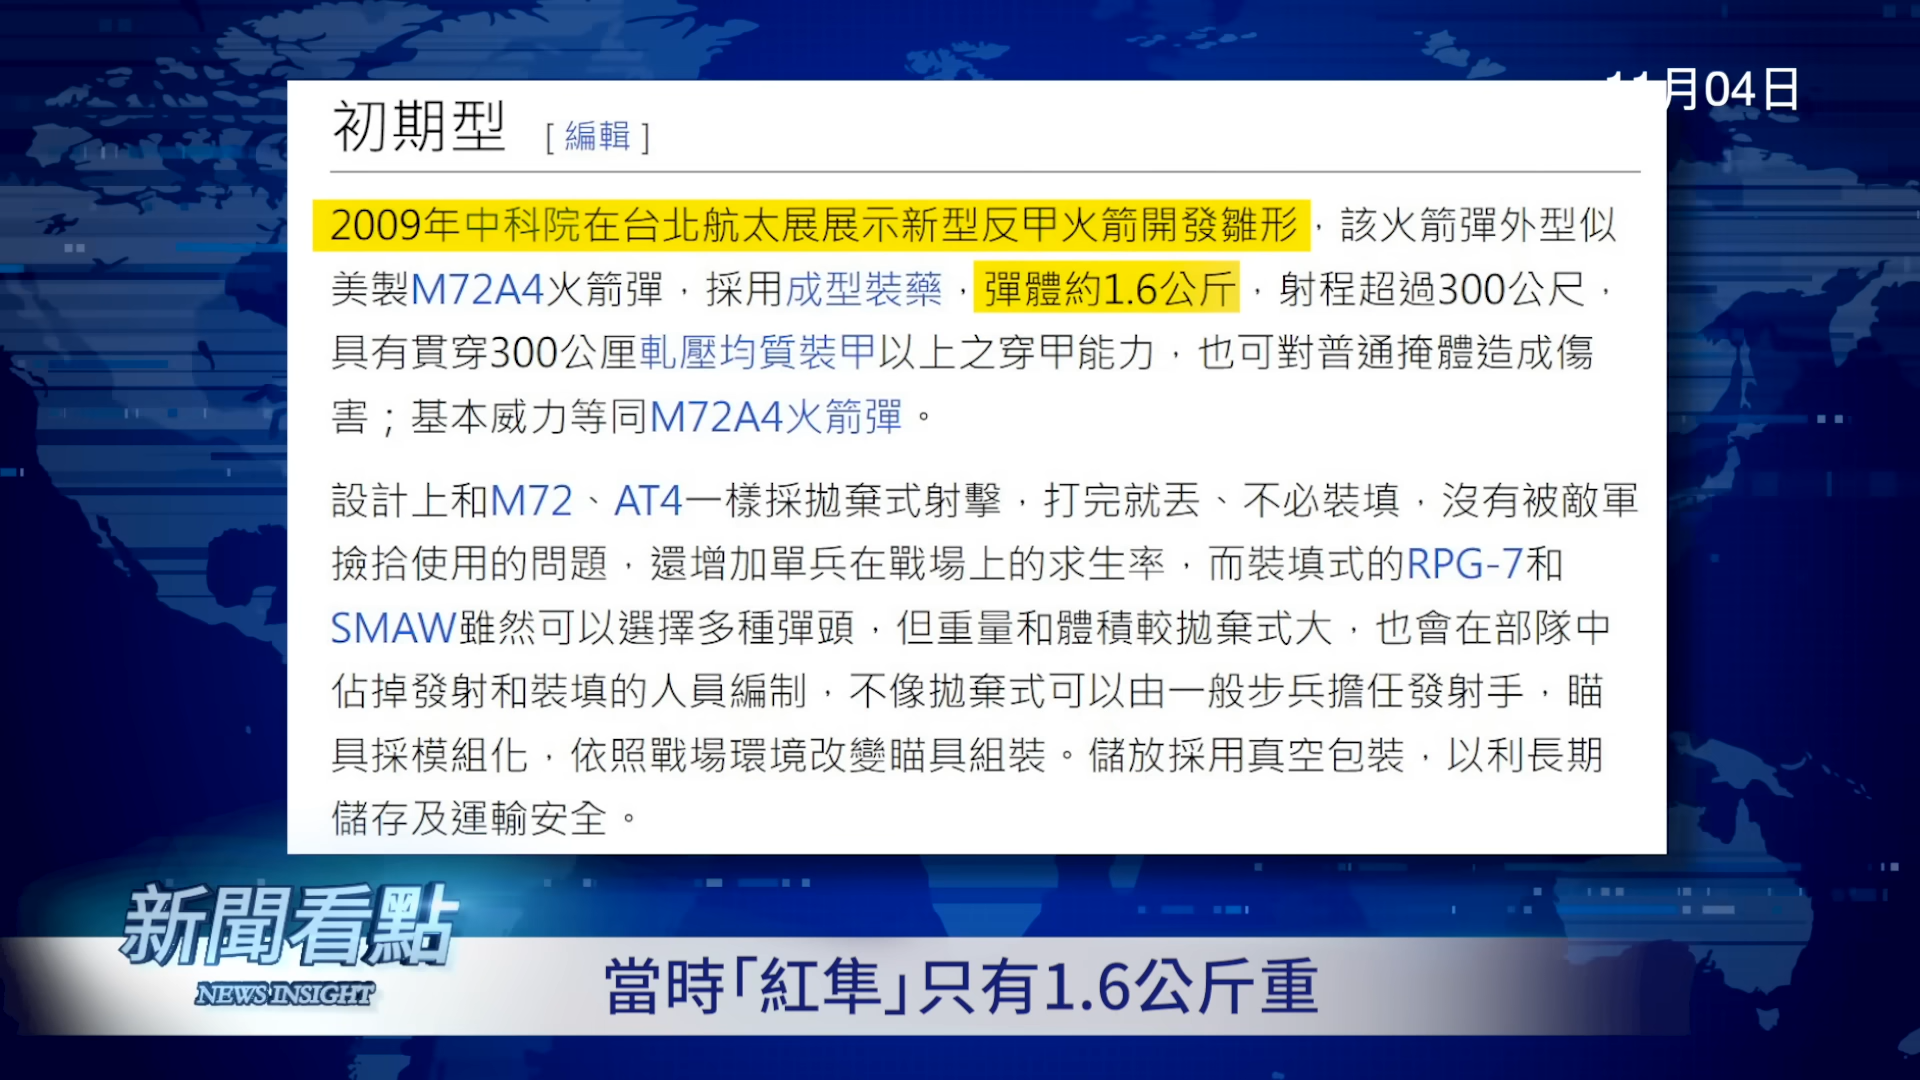 11月04日
初期型 [編輯]
2009年中科院在台北航太展展示新型反甲火箭開發雛形，該火箭彈外型似
美製M72A4火箭彈，採用成型裝藥，彈體約1.6公斤，射程超過300公尺，
具有貫穿300公厘軋壓均質裝甲以上之穿甲能力，也可對普通掩體造成傷
害；基本威力等同M72A4火箭彈。
設計上和M72、AT4一樣採拋棄式射擊，打完就丟、不必裝填，沒有被敵軍
撿拾使用的問題，還增加單兵在戰場上的求生率，而裝填式的RPG-7和
SMAW雖然可以選擇多種彈頭，但重量和體積較拋棄式大，也會在部隊中
佔掉發射和裝填的人員編制，不像拋棄式可以由一般步兵擔任發射手，瞄
具採模組化，依照戰場環境改變瞄具組裝。儲放採用真空包裝，以利長期
儲存及運輸安全。
新聞看點
NEWS INSIGHT
當時「紅隼」只有1.6公斤重